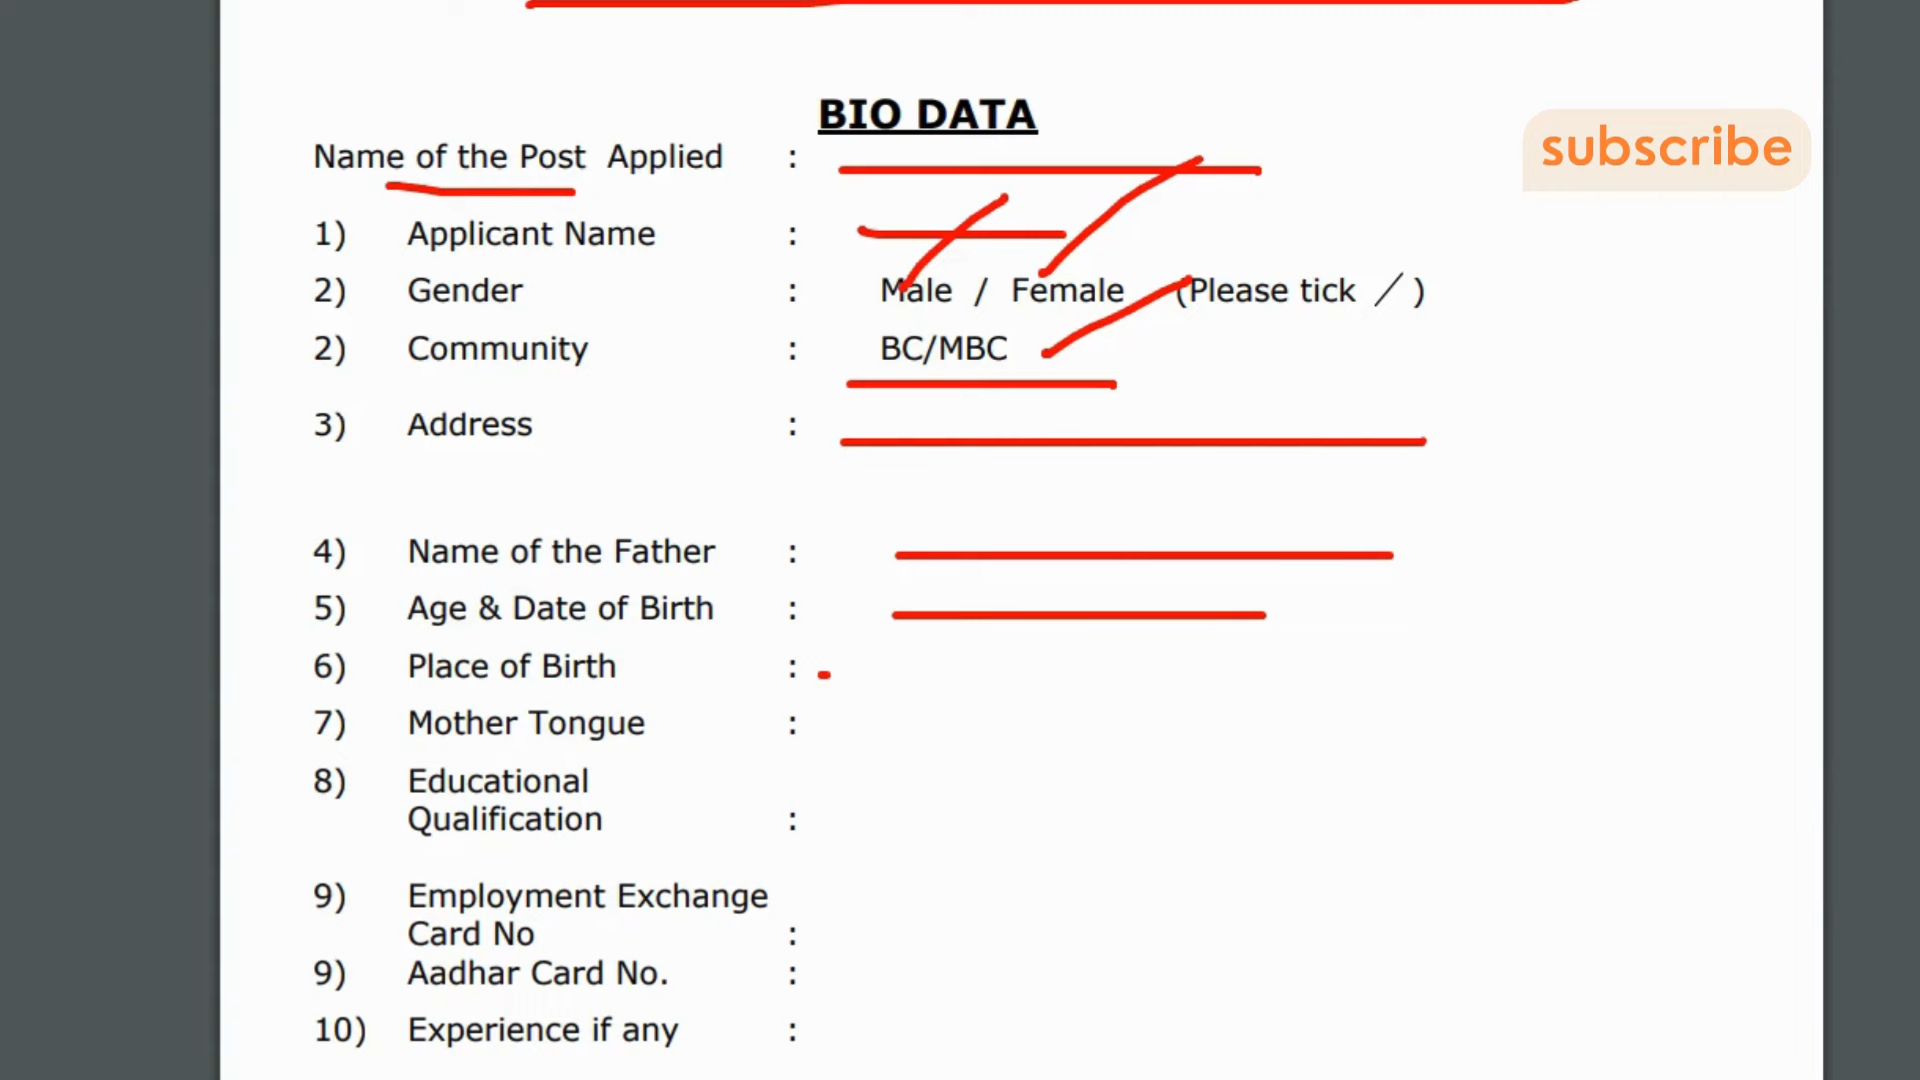 BIO DATA
subscribe
Name of the Post Applied :
1) Applicant Name :
2) Gender : Male / Female (Please tick / )
2) Community : BC/MBC
3) Address :
4) Name of the Father :
5) Age & Date of Birth :
6) Place of Birth :
7) Mother Tongue :
8) Educational
Qualification :
9) Employment Exchange
Card No :
9) Aadhar Card No. :
10) Experience if any :